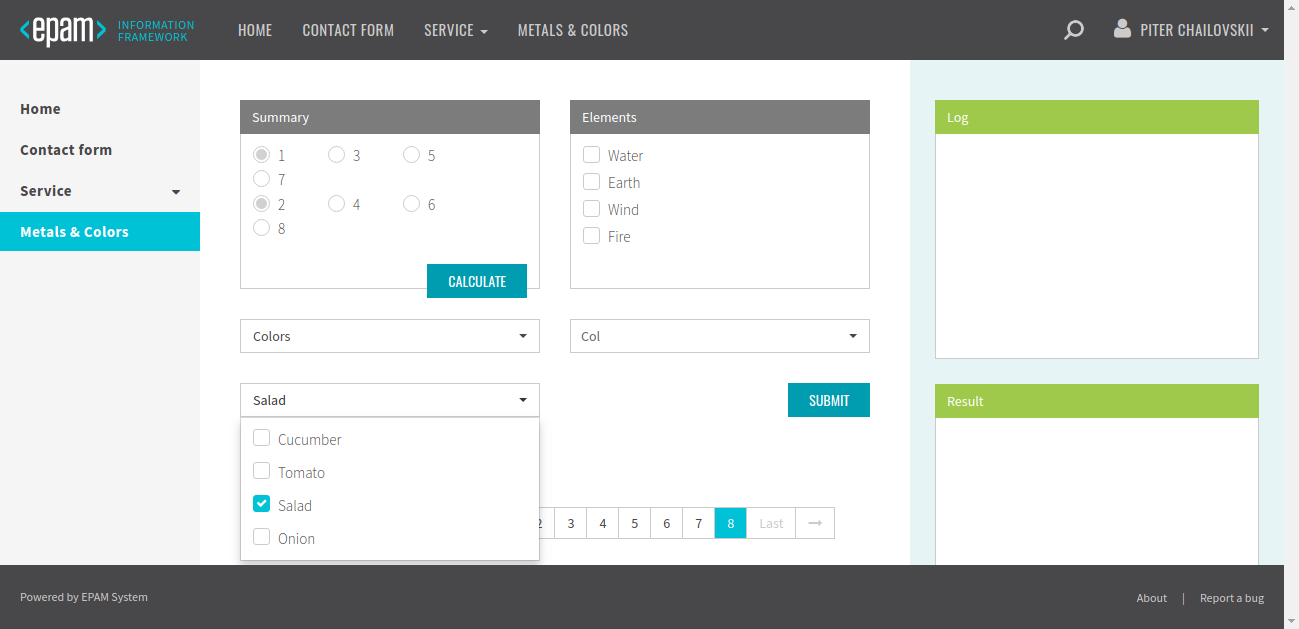 <epam> INFORMATION
FRAMEWORK
HOME CONTACT FORM SERVICE METALS & COLORS
PITER CHAILOVSKII
Home
Contact form
Service
Metals & Colors
Summary
1 3 5
7
2 4 6
8
CALCULATE
Elements
Water
Earth
Wind
Fire
Colors
Col
Salad
SUBMIT
Cucumber
Tomato
Salad
Onion
2 3 4 5 6 7 8 Last →
Log
Result
Powered by EPAM System
About | Report a bug